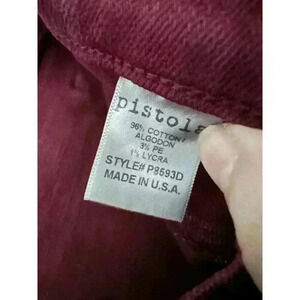 pistola
96% COTTON/
ALGODON
3% PE
1% LYCRA
STYLE# P8593D
MADE IN U.S.A.